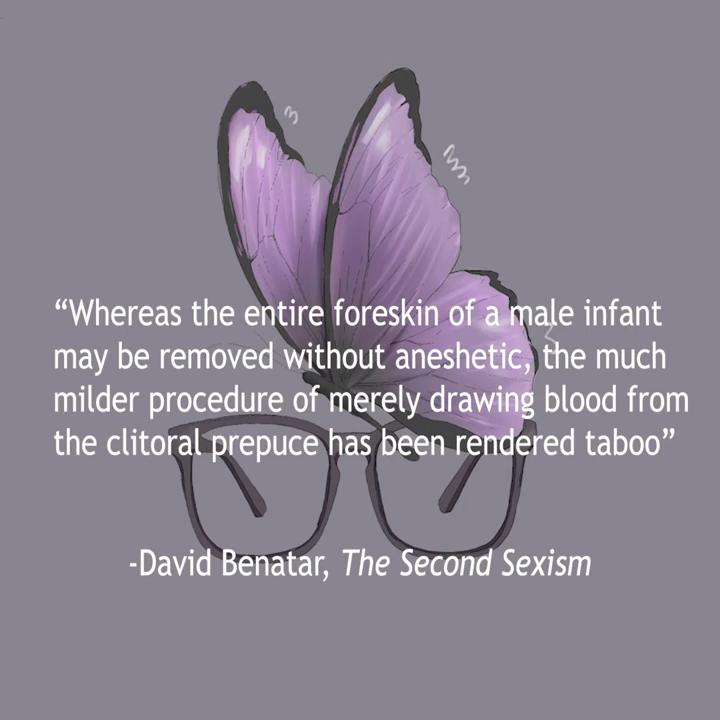 “Whereas the entire foreskin of a male infant
may be removed without aneshetic, the much
milder procedure of merely drawing blood from
the clitoral prepuce has been rendered taboo”
-David Benatar, The Second Sexism